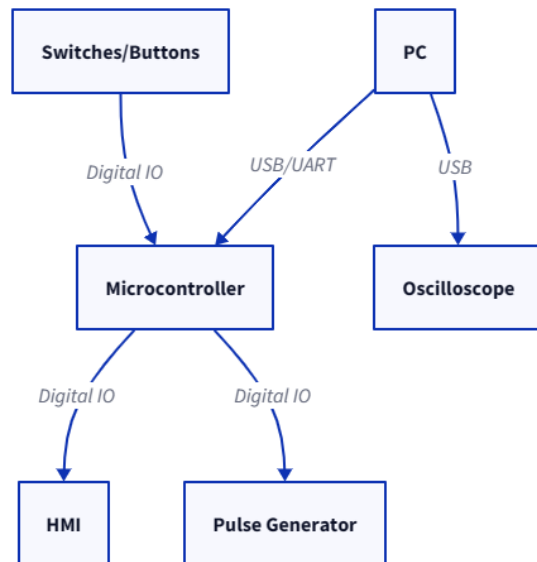 Switches/Buttons
PC
Digital IO
USB/UART
USB
Microcontroller
Oscilloscope
Digital IO
Digital IO
HMI
Pulse Generator